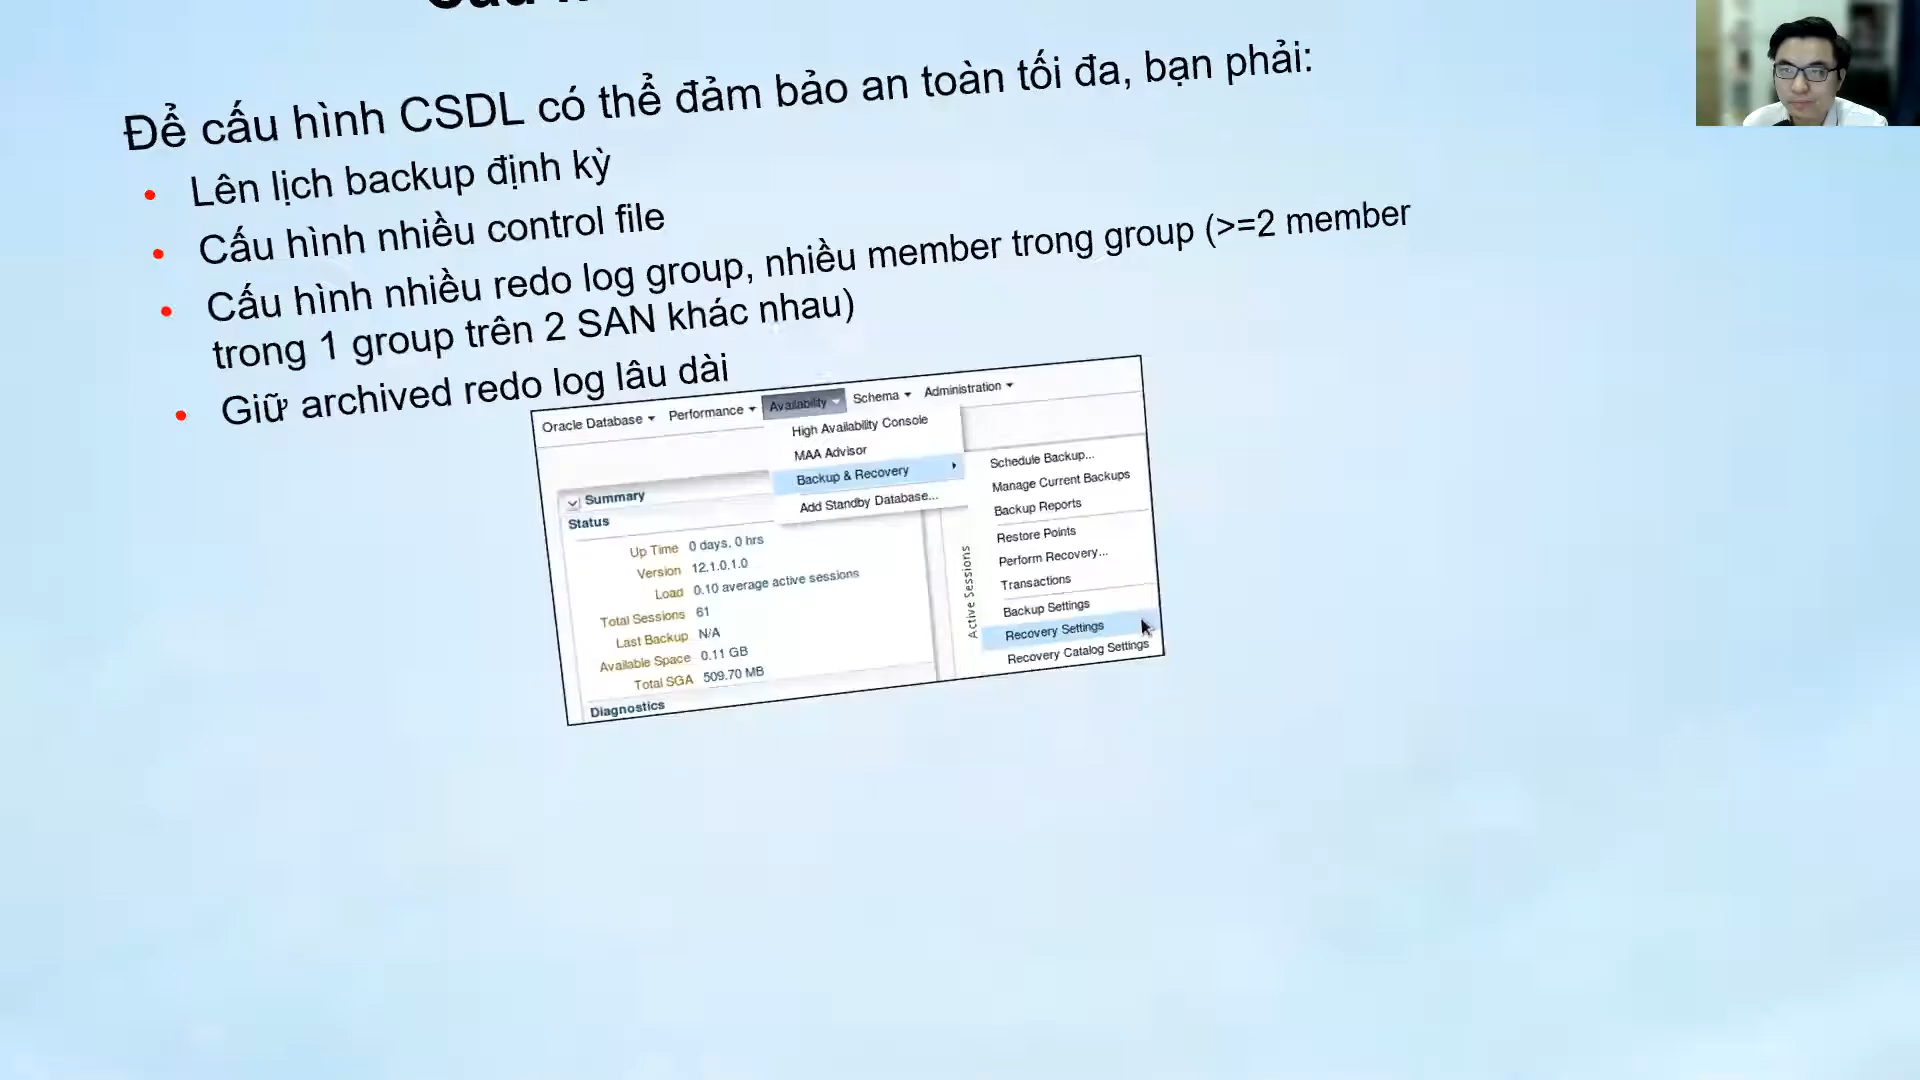 Để cấu hình CSDL có thể đảm bảo an toàn tối đa, bạn phải:
• Lên lịch backup định kỳ
• Cấu hình nhiều control file
• Cấu hình nhiều redo log group, nhiều member trong group (>=2 member
trong 1 group trên 2 SAN khác nhau)
• Giữ archived redo log lâu dài
Oracle Database Performance Availability Schema Administration
High Availability Console
MAA Advisor
Backup & Recovery
Add Standby Database...
Schedule Backup...
Manage Current Backups
Backup Reports
Restore Points
Perform Recovery...
Transactions
Backup Settings
Recovery Settings
Recovery Catalog Settings
Summary
Status
Up Time 0 days, 0 hrs
Version 12.1.0.1.0
Load 0.10 average active sessions
Total Sessions 61
Last Backup N/A
Available Space 0.11 GB
Total SGA 509.70 MB
Diagnostics
Active Sessions